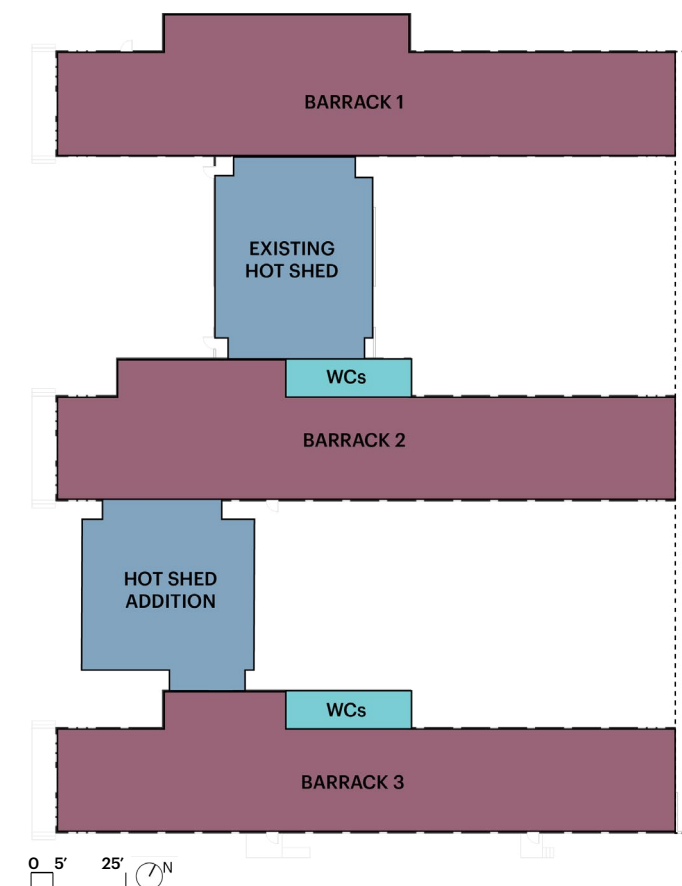 BARRACK 1
EXISTING
HOT SHED
WCs
BARRACK 2
HOT SHED
ADDITION
WCs
BARRACK 3
0 5′ 25′ N